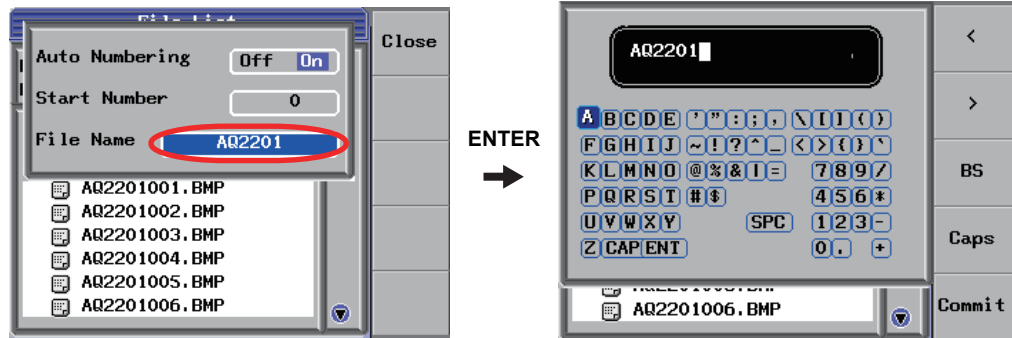 File List
Close
Auto Numbering Off On
Start Number 0
File Name AQ2201
AQ2201001.BMP
AQ2201002.BMP
AQ2201003.BMP
AQ2201004.BMP
AQ2201005.BMP
AQ2201006.BMP
ENTER
AQ2201
<
>
BS
Caps
Commit
A B C D E ' " : ; , \ [ ] ( )
F G H I J ~ ! ? ^ _ < > { } `
K L M N O @ % & | = 7 8 9 /
P Q R S T # $ 4 5 6 *
U V W X Y SPC 1 2 3 -
Z CAP ENT 0 . +
AQ2201006.BMP